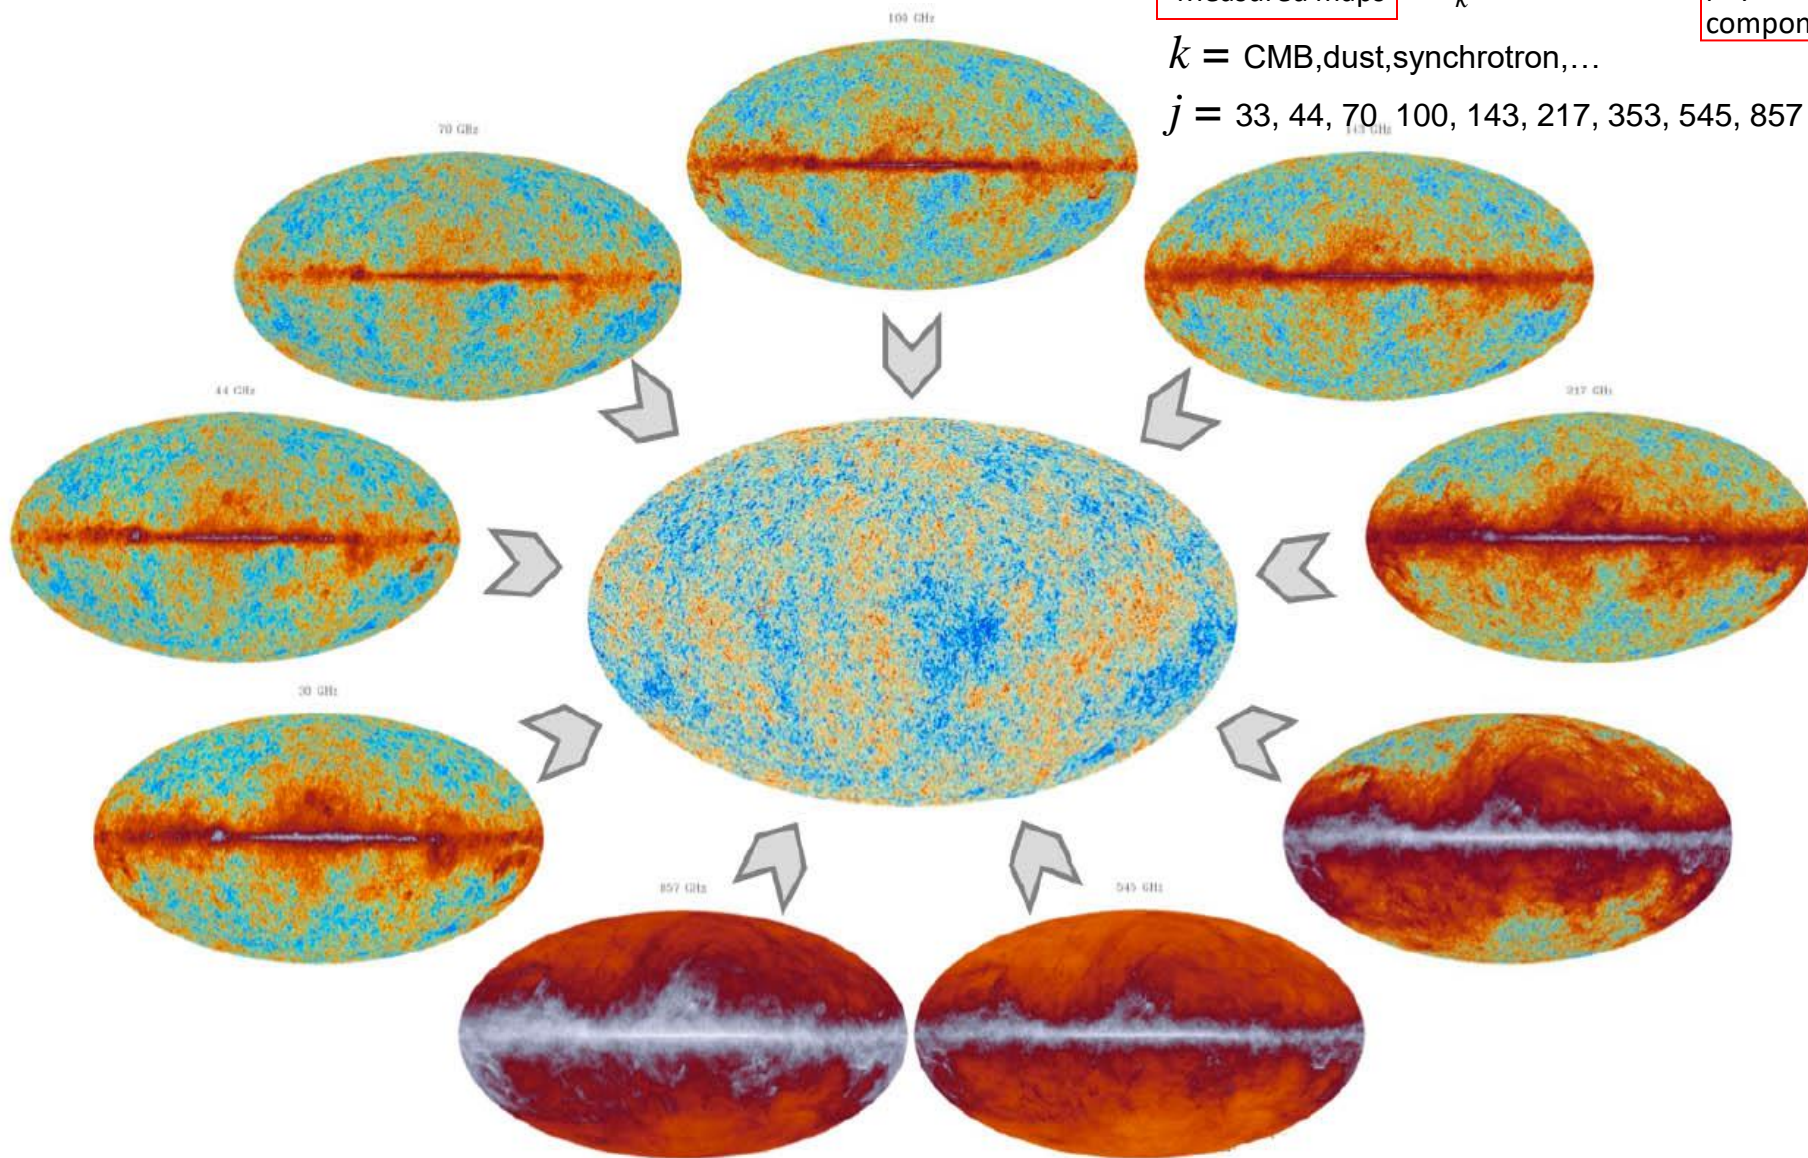 k
compon
k = CMB,dust,synchrotron,…
j = 33, 44, 70 100, 143, 217, 353, 545, 857
100 GHz
70 GHz
143 GHz
44 GHz
217 GHz
30 GHz
857 GHz
545 GHz